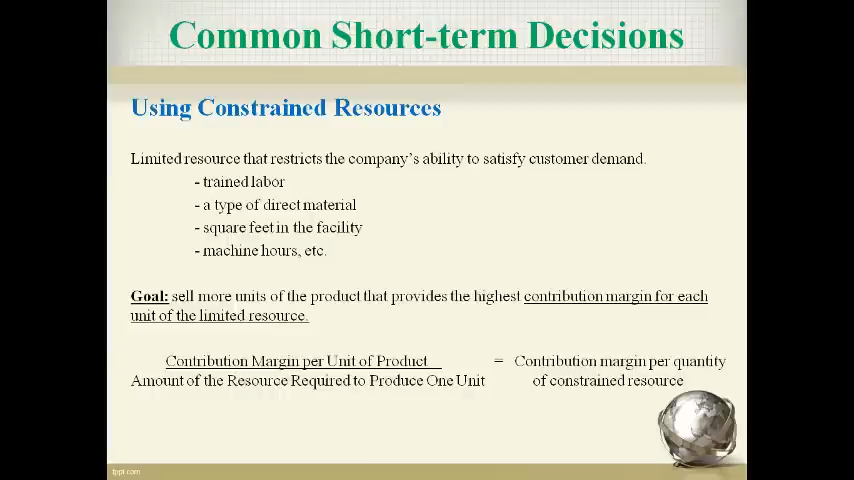 Common Short-term Decisions
Using Constrained Resources
Limited resource that restricts the company's ability to satisfy customer demand.
- trained labor
- a type of direct material
- square feet in the facility
- machine hours, etc.
Goal: sell more units of the product that provides the highest contribution margin for each
unit of the limited resource.
Contribution Margin per Unit of Product = Contribution margin per quantity
Amount of the Resource Required to Produce One Unit of constrained resource
fppt.com